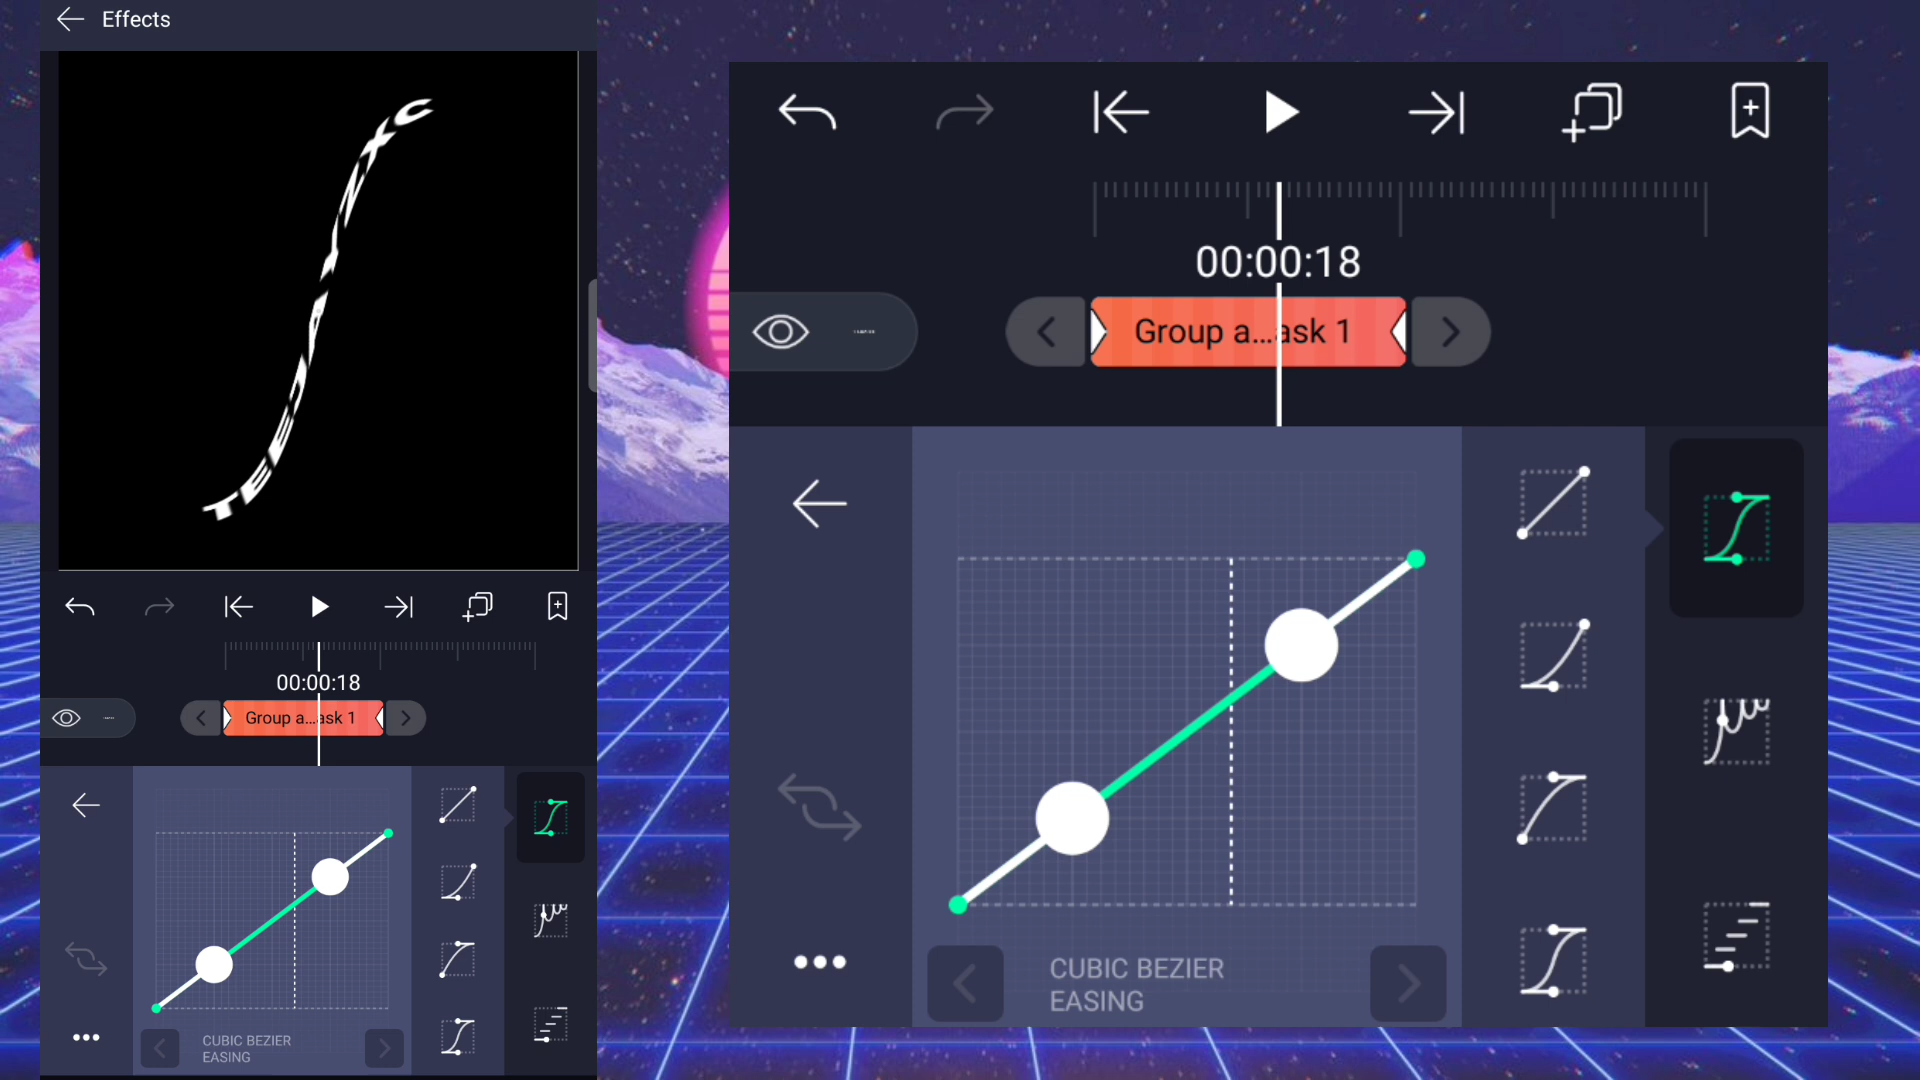 Effects
00:00:18
Group a...ask 1
CUBIC BEZIER
EASING
00:00:18
Group a...ask 1
CUBIC BEZIER
EASING